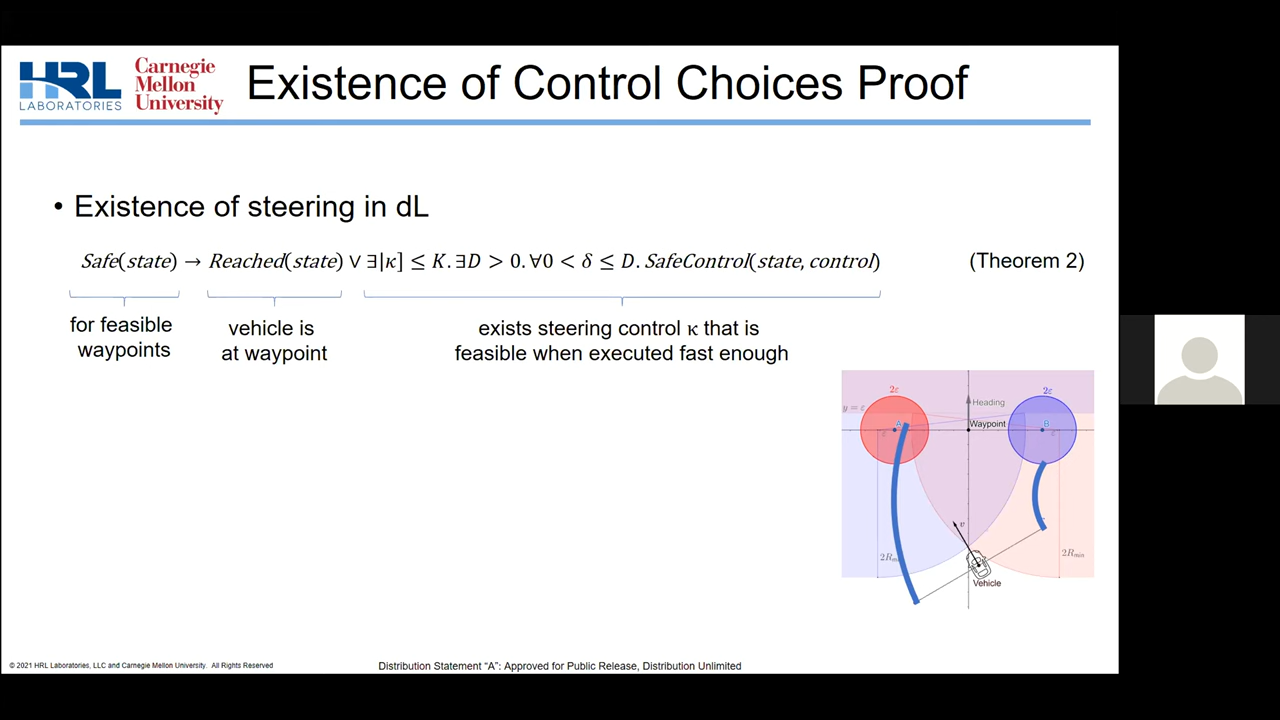 HRL
LABORATORIES
Carnegie
Mellon
University
Existence of Control Choices Proof
• Existence of steering in dL
Safe(state) → Reached(state) ∨ ∃|κ| ≤ K. ∃D > 0. ∀0 < δ ≤ D. SafeControl(state, control)
(Theorem 2)
for feasible
waypoints
vehicle is
at waypoint
exists steering control κ that is
feasible when executed fast enough
2ε
2ε
Heading
y = ε
A
Waypoint
B
v
2R
2Rmin
Vehicle
© 2021 HRL Laboratories, LLC and Carnegie Mellon University. All Rights Reserved
Distribution Statement “A”: Approved for Public Release, Distribution Unlimited